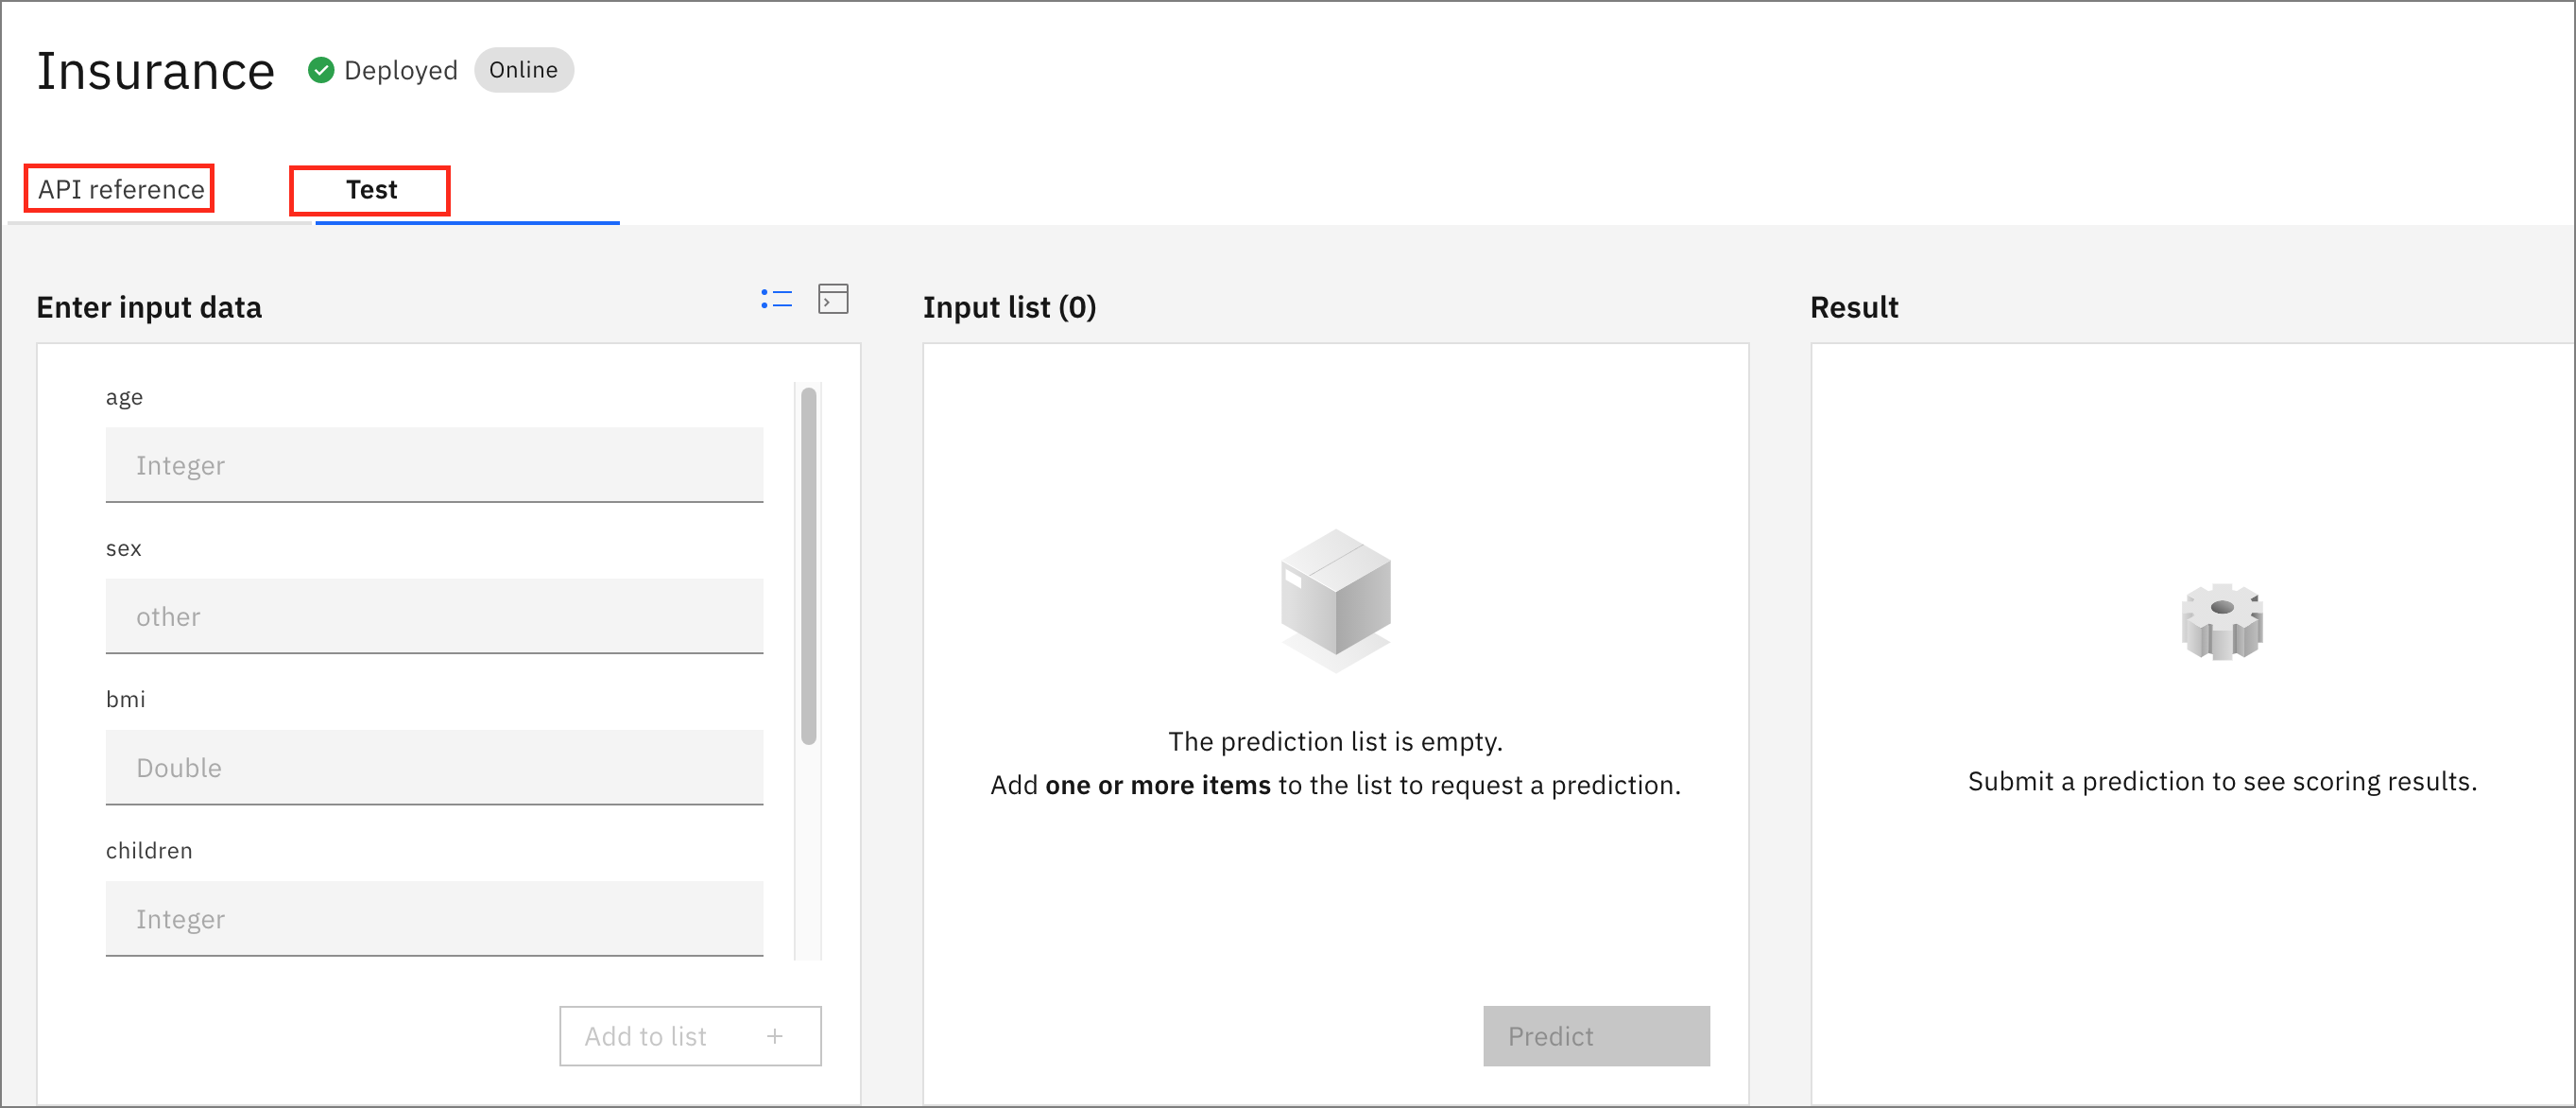 Insurance Deployed Online
API reference Test
Enter input data
age
Integer
sex
other
bmi
Double
children
Integer
Add to list +
Input list (0)
The prediction list is empty.
Add one or more items to the list to request a prediction.
Predict
Result
Submit a prediction to see scoring results.